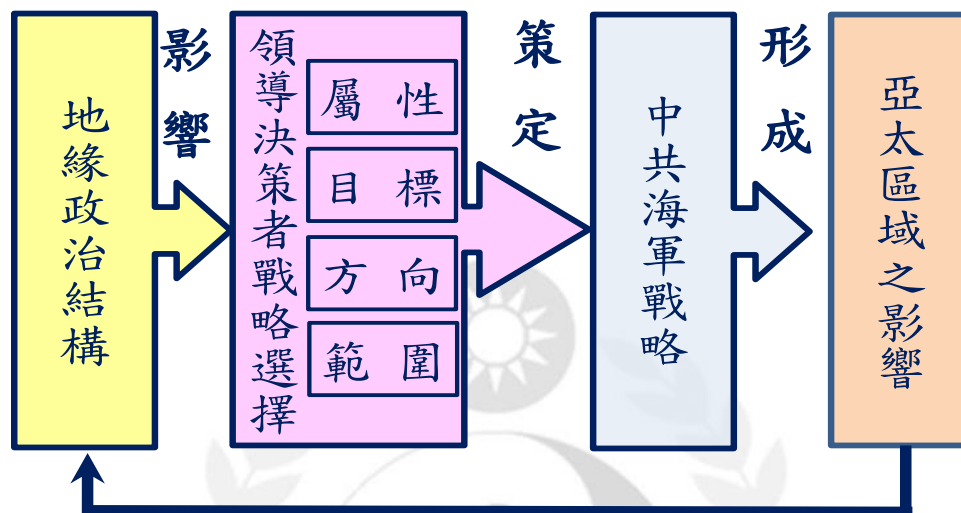 地緣政治結構
影響
領導決策者戰略選擇
屬性
目標
方向
範圍
策定
中共海軍戰略
形成
亞太區域之影響